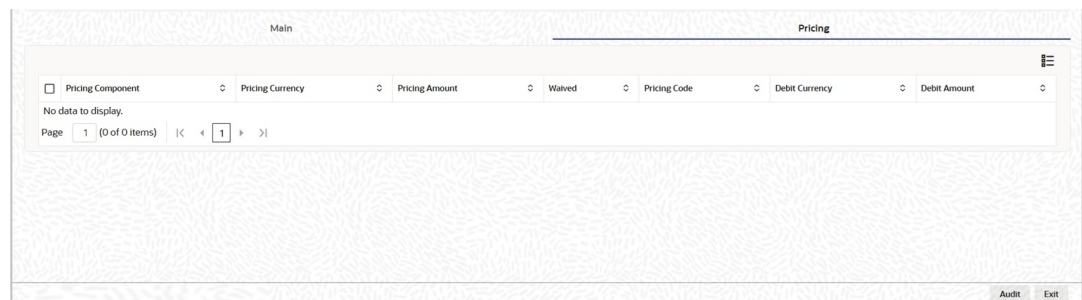 Main Pricing
Pricing Component Pricing Currency Pricing Amount Waived Pricing Code Debit Currency Debit Amount
No data to display.
Page 1 (0 of 0 items) 1
Audit Exit